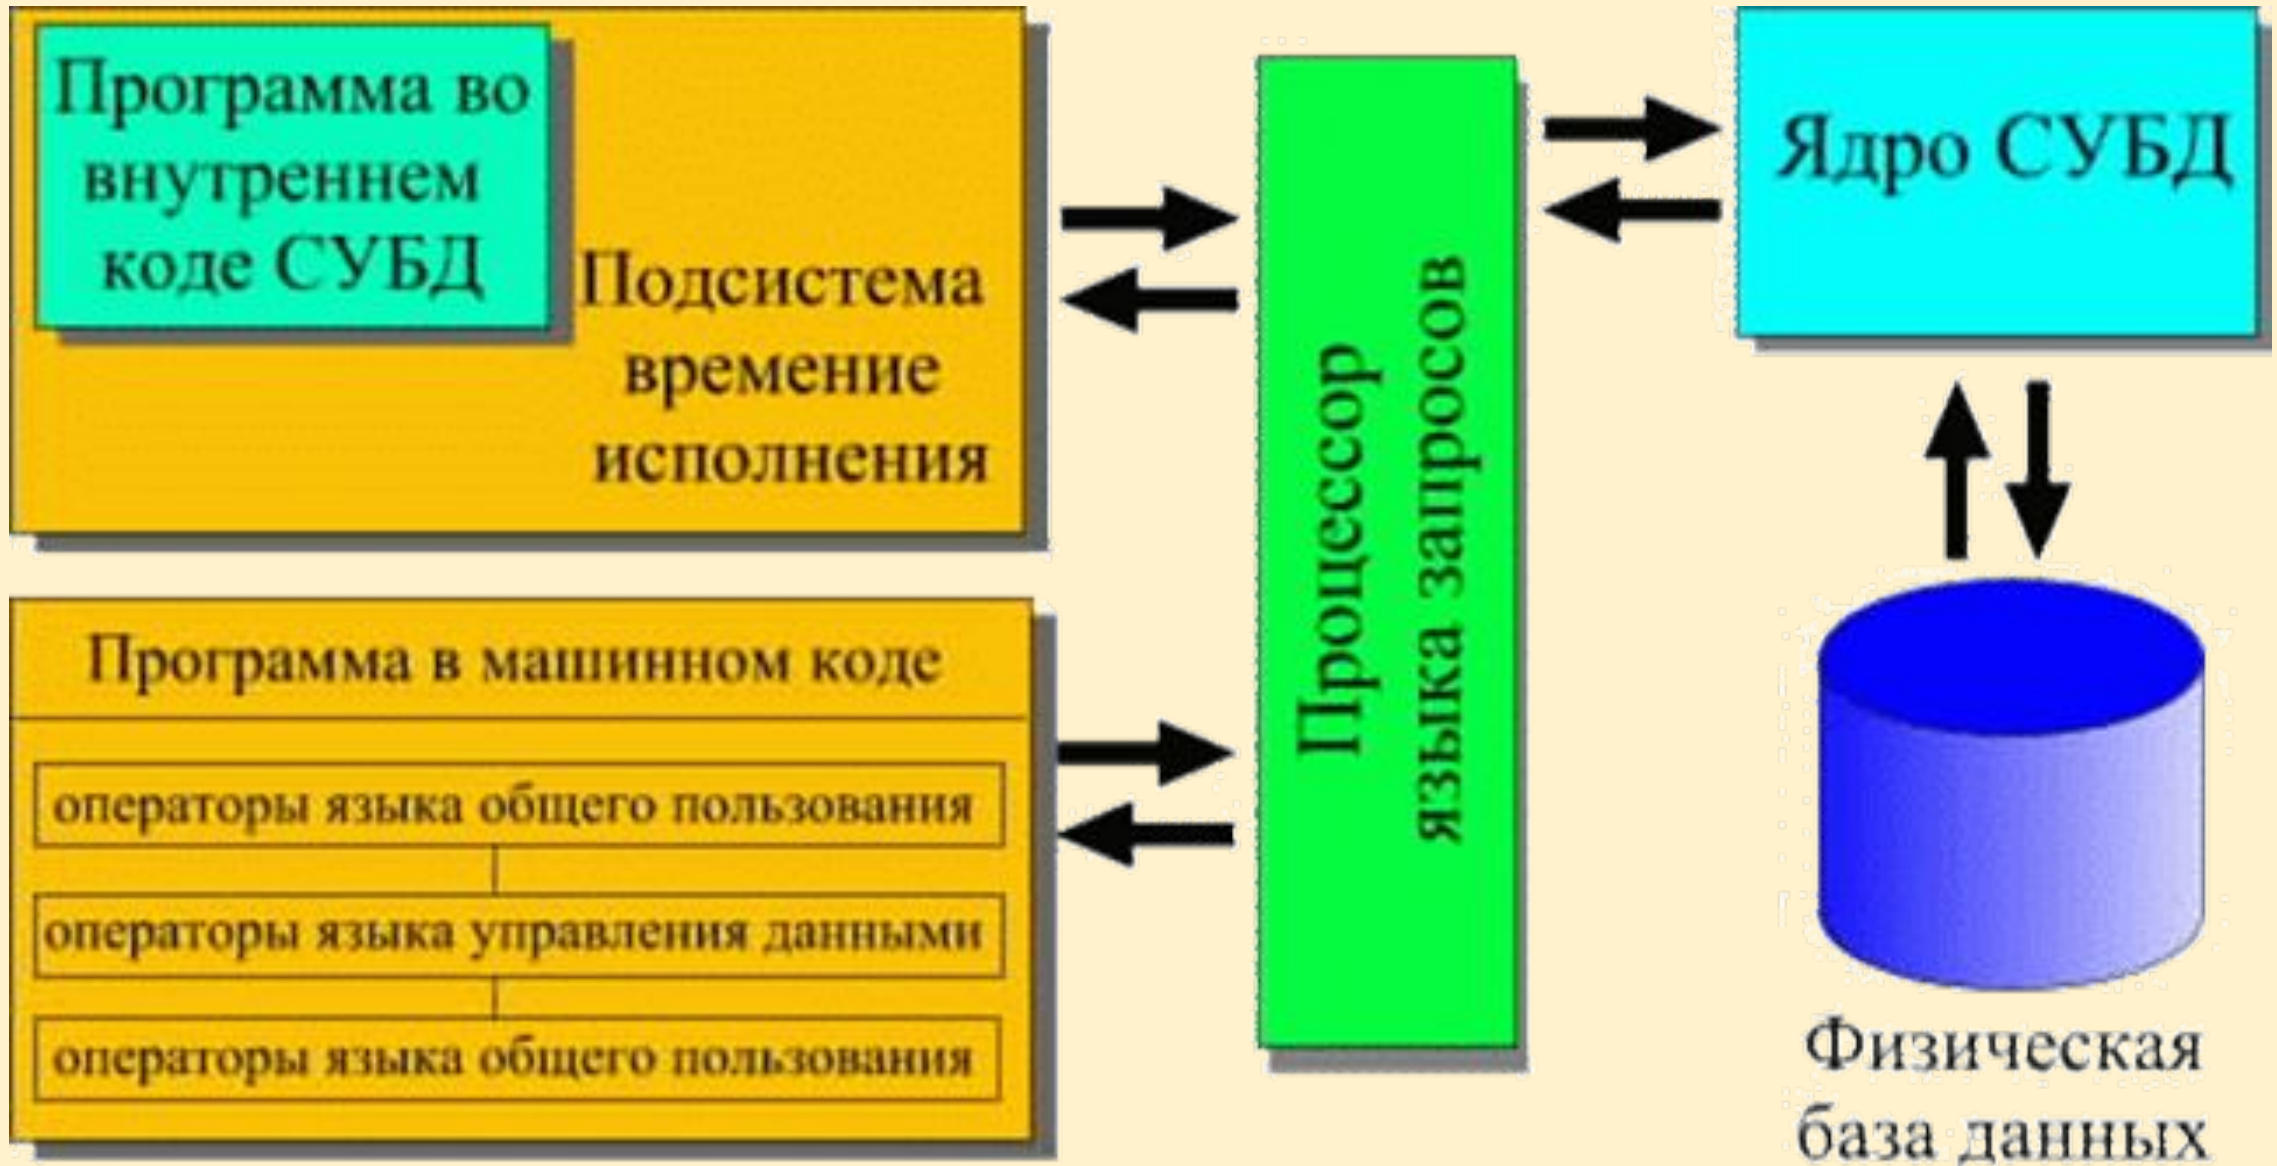 Программа во
внутреннем
коде СУБД
Подсистема
времение
исполнения
Программа в машинном коде
операторы языка общего пользования
операторы языка управления данными
операторы языка общего пользования
Процессор
языка запросов
Ядро СУБД
Физическая
база данных